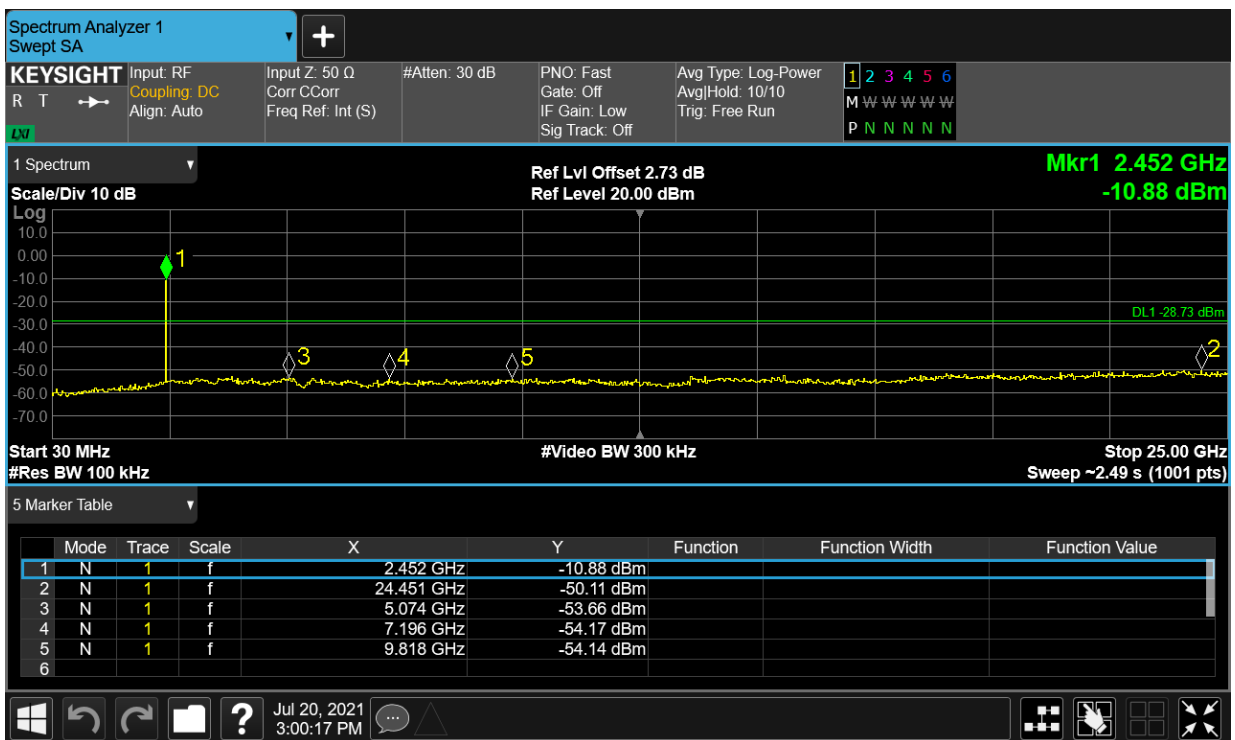 Spectrum Analyzer 1
Swept SA
+
KEYSIGHT
R T
LXI
Input: RF
Coupling: DC
Align: Auto
Input Z: 50 Ω
Corr CCorr
Freq Ref: Int (S)
#Atten: 30 dB
PNO: Fast
Gate: Off
IF Gain: Low
Sig Track: Off
Avg Type: Log-Power
Avg|Hold: 10/10
Trig: Free Run
1 2 3 4 5 6
M W W W W W
P N N N N N
1 Spectrum
Scale/Div 10 dB
Ref Lvl Offset 2.73 dB
Ref Level 20.00 dBm
Mkr1 2.452 GHz
-10.88 dBm
Log
10.0
0.00
-10.0
-20.0
-30.0
-40.0
-50.0
-60.0
-70.0
1
DL1 -28.73 dBm
3
4
5
2
Start 30 MHz
#Res BW 100 kHz
#Video BW 300 kHz
Stop 25.00 GHz
Sweep ~2.49 s (1001 pts)
5 Marker Table
Mode Trace Scale X Y Function Function Width Function Value
1 N 1 f 2.452 GHz -10.88 dBm
2 N 1 f 24.451 GHz -50.11 dBm
3 N 1 f 5.074 GHz -53.66 dBm
4 N 1 f 7.196 GHz -54.17 dBm
5 N 1 f 9.818 GHz -54.14 dBm
6
?
Jul 20, 2021
3:00:17 PM